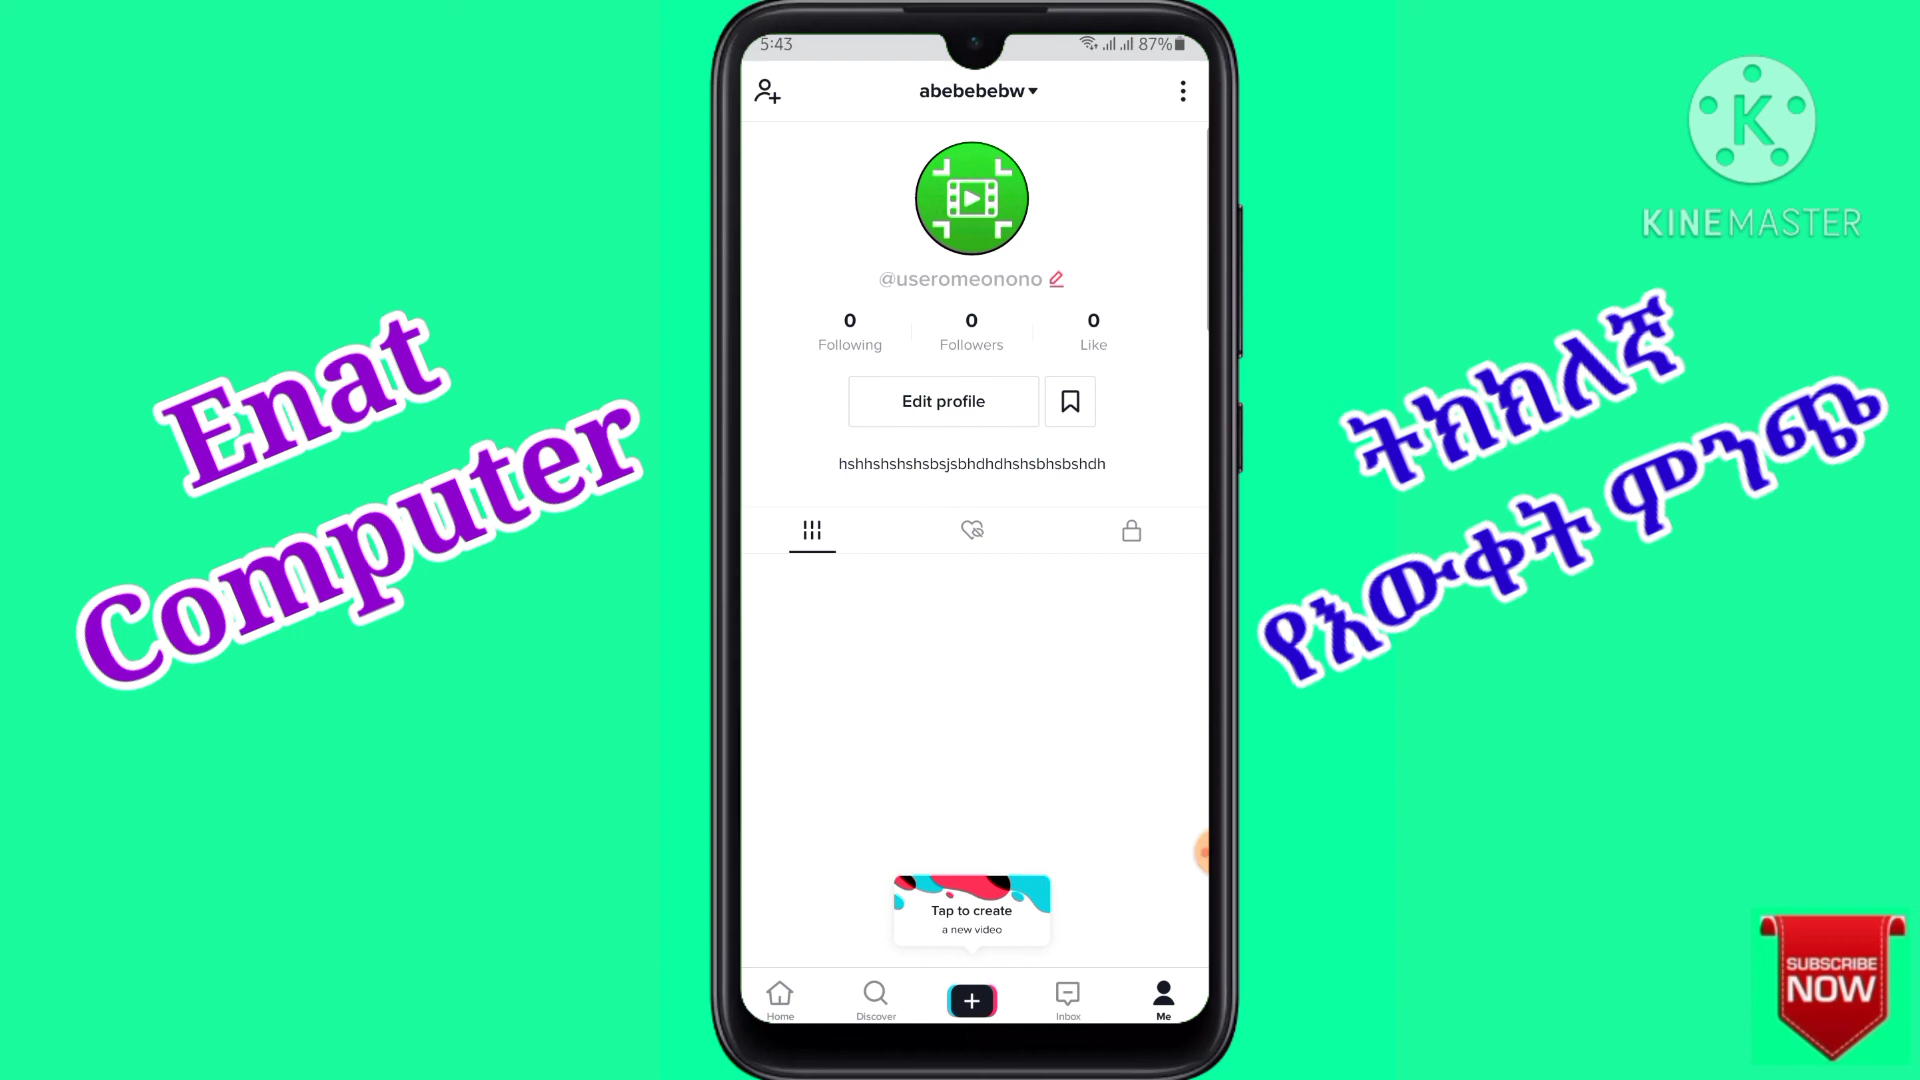 5:43
87%
abebebebw
@useromeonono
0 0 0
Following Followers Like
Edit profile
hshhshshshsbsjsbhdhdhshsbhsbshdh
Tap to create
a new video
Home Discover Inbox Me
Enat
Computer
K
KINEMASTER
ትክክለኛ
የእውቀት ምንጫ
SUBSCRIBE
NOW